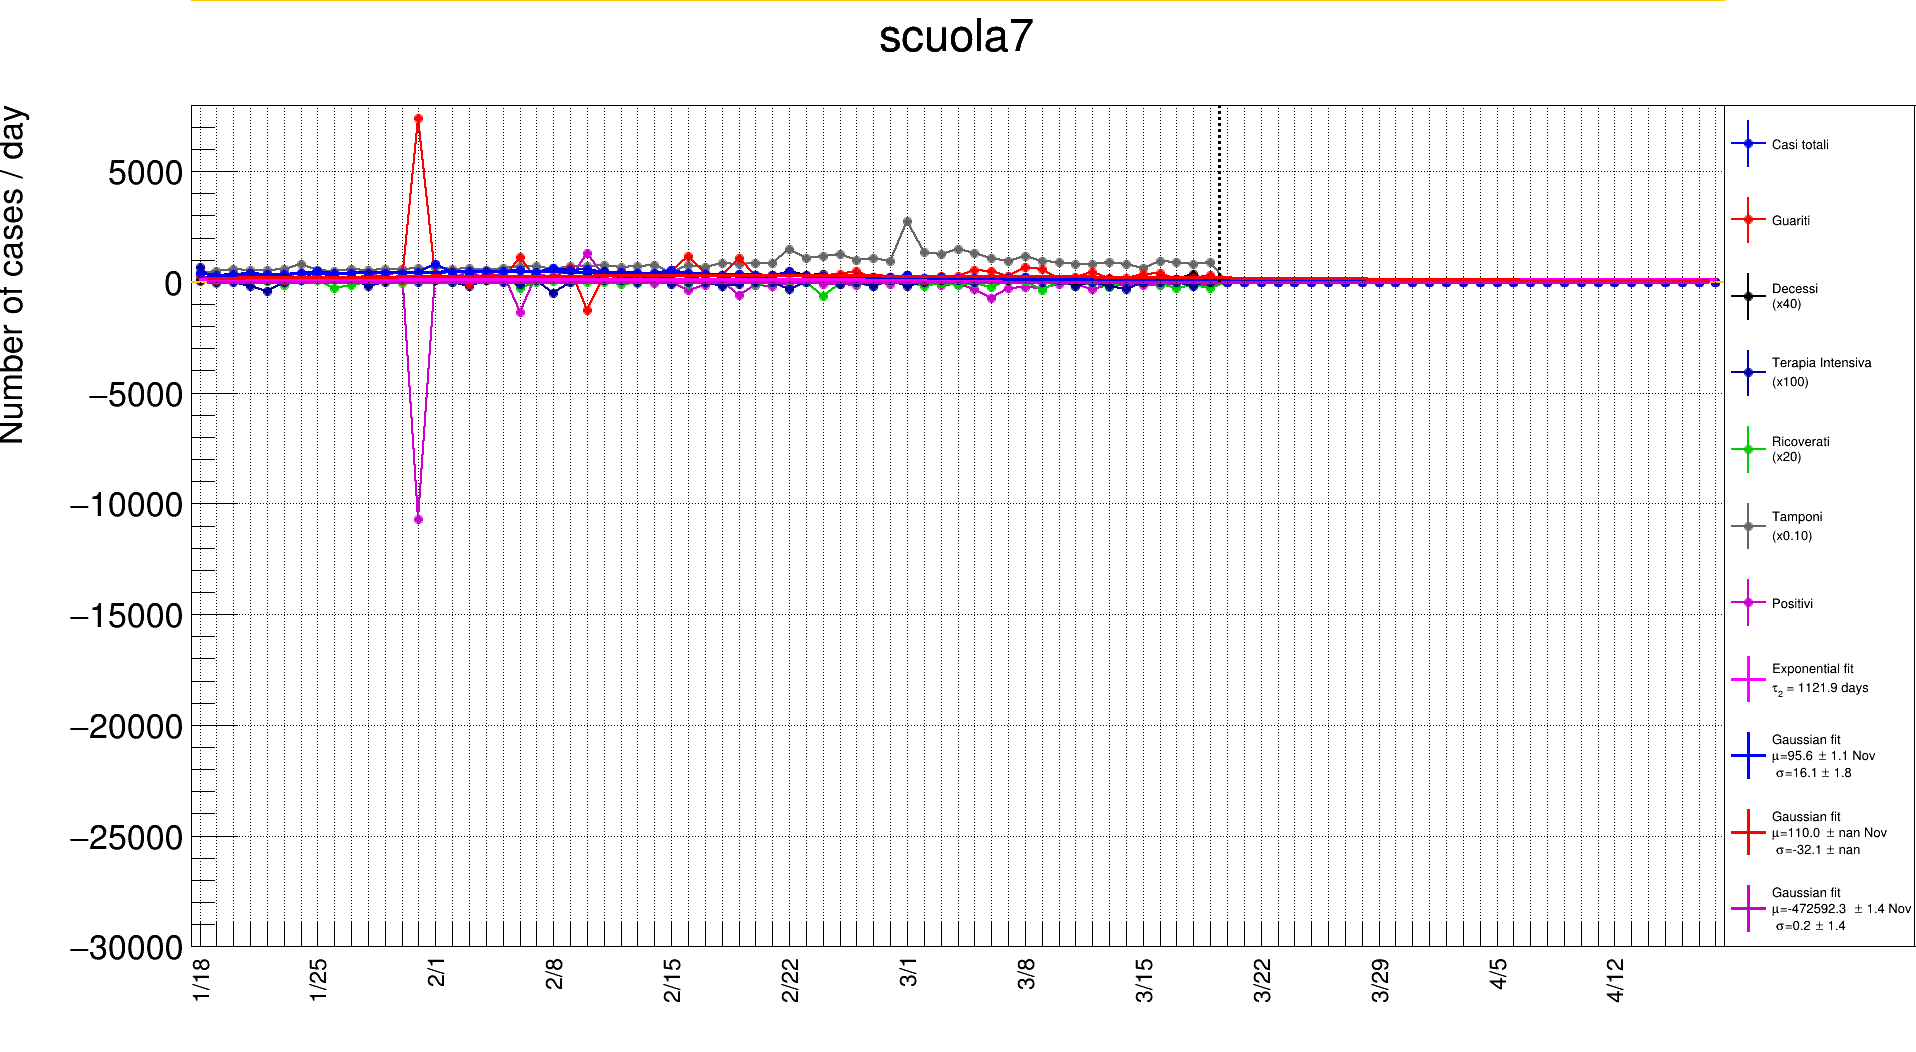 scuola7
Number of cases / day
5000
0
−5000
−10000
−15000
−20000
−25000
−30000
1/18
1/25
2/1
2/8
2/15
2/22
3/1
3/8
3/15
3/22
3/29
4/5
4/12
Casi totali
Guariti
Decessi
(x40)
Terapia Intensiva
(x100)
Ricoverati
(x20)
Tamponi
(x0.10)
Positivi
Exponential fit
τ2 = 1121.9 days
Gaussian fit
μ=95.6 ± 1.1 Nov
σ=16.1 ± 1.8
Gaussian fit
μ=110.0 ± nan Nov
σ=-32.1 ± nan
Gaussian fit
μ=-472592.3 ± 1.4 Nov
σ=0.2 ± 1.4